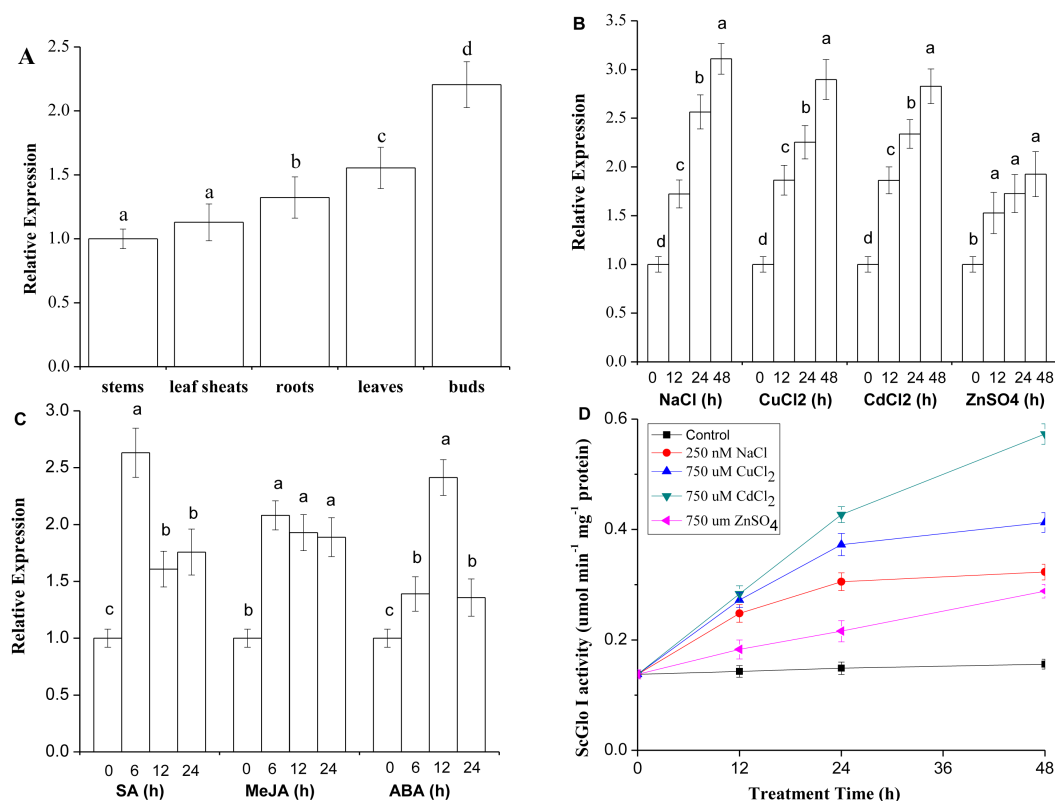 A
Relative Expression
2.5
2.0
1.5
1.0
0.5
0.0
a
a
b
c
d
stems leaf sheats roots leaves buds
B
Relative Expression
3.5
3.0
2.5
2.0
1.5
1.0
0.5
0.0
d c b a d c b a d c b a b a a a
0 12 24 48 0 12 24 48 0 12 24 48 0 12 24 48
NaCl (h) CuCl2 (h) CdCl2 (h) ZnSO4 (h)
C
Relative Expression
3.0
2.5
2.0
1.5
1.0
0.5
0.0
c a b b b a a a c b a b
0 6 12 24 0 6 12 24 0 6 12 24
SA (h) MeJA (h) ABA (h)
D
ScGlo I activity (umol min⁻¹ mg⁻¹ protein)
0.6
0.4
0.2
0.0
Control
250 nM NaCl
750 uM CuCl₂
750 uM CdCl₂
750 um ZnSO₄
0 12 24 36 48
Treatment Time (h)